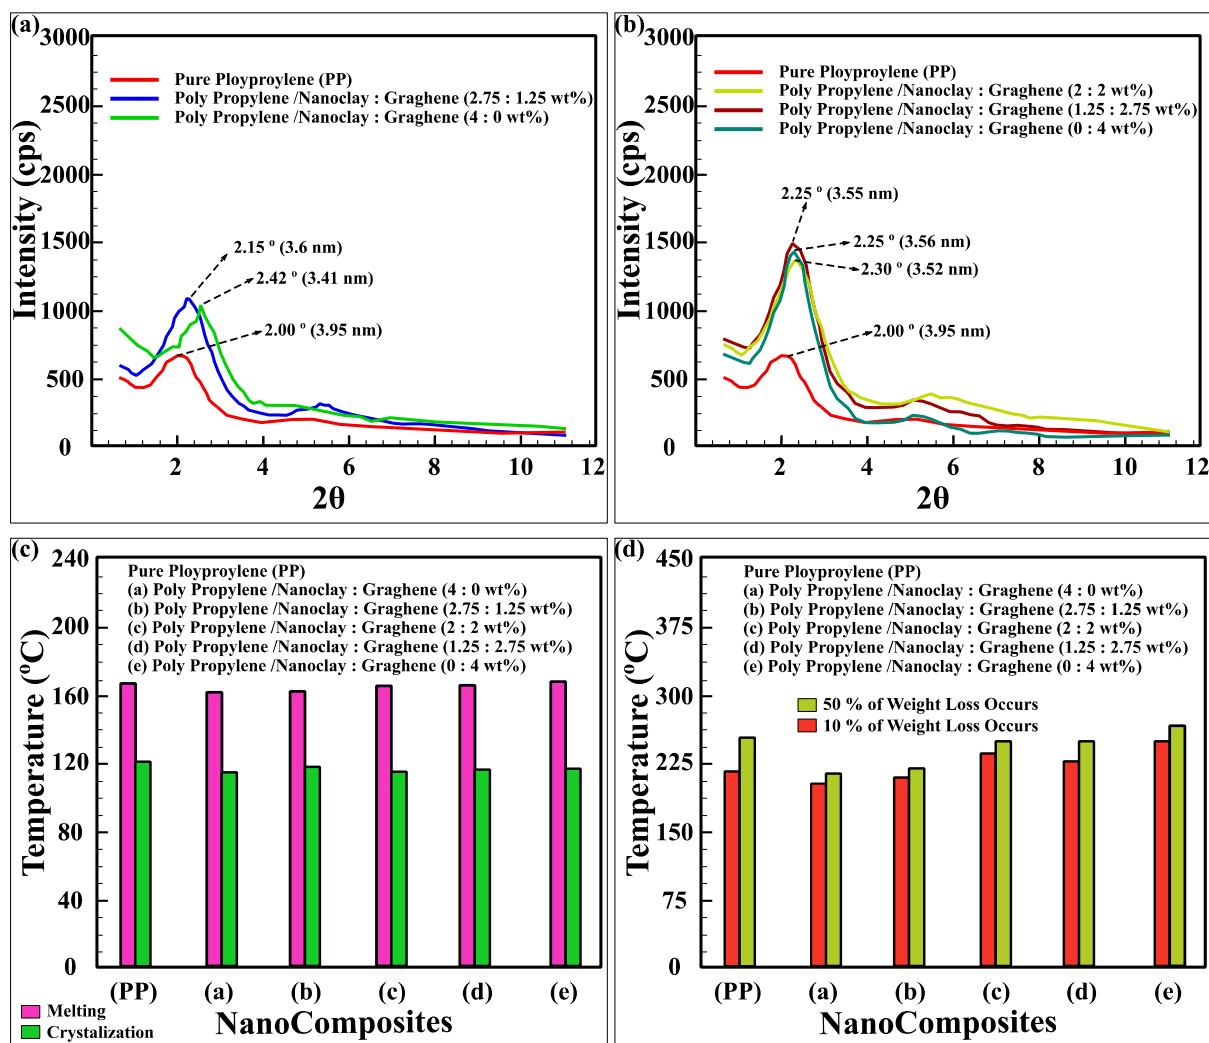 (a)
3000
2500
2000
1500
1000
500
0
Intensity (cps)
Pure Ployproylene (PP)
Poly Propylene /Nanoclay : Graghene (2.75 : 1.25 wt%)
Poly Propylene /Nanoclay : Graghene (4 : 0 wt%)
2.15 º (3.6 nm)
2.42 º (3.41 nm)
2.00 º (3.95 nm)
2 4 6 8 10 12
2θ
(b)
3000
2500
2000
1500
1000
500
0
Intensity (cps)
Pure Ployproylene (PP)
Poly Propylene /Nanoclay : Graghene (2 : 2 wt%)
Poly Propylene /Nanoclay : Graghene (1.25 : 2.75 wt%)
Poly Propylene /Nanoclay : Graghene (0 : 4 wt%)
2.25 º (3.55 nm)
2.25 º (3.56 nm)
2.30 º (3.52 nm)
2.00 º (3.95 nm)
2 4 6 8 10 12
2θ
(c)
240
200
160
120
80
40
0
Temperature (ºC)
Pure Ployproylene (PP)
(a) Poly Propylene /Nanoclay : Graghene (4 : 0 wt%)
(b) Poly Propylene /Nanoclay : Graghene (2.75 : 1.25 wt%)
(c) Poly Propylene /Nanoclay : Graghene (2 : 2 wt%)
(d) Poly Propylene /Nanoclay : Graghene (1.25 : 2.75 wt%)
(e) Poly Propylene /Nanoclay : Graghene (0 : 4 wt%)
(PP) (a) (b) (c) (d) (e)
Melting
Crystalization
NanoComposites
(d)
450
375
300
225
150
75
0
Temperature (ºC)
Pure Ployproylene (PP)
(a) Poly Propylene /Nanoclay : Graghene (4 : 0 wt%)
(b) Poly Propylene /Nanoclay : Graghene (2.75 : 1.25 wt%)
(c) Poly Propylene /Nanoclay : Graghene (2 : 2 wt%)
(d) Poly Propylene /Nanoclay : Graghene (1.25 : 2.75 wt%)
(e) Poly Propylene /Nanoclay : Graghene (0 : 4 wt%)
50 % of Weight Loss Occurs
10 % of Weight Loss Occurs
(PP) (a) (b) (c) (d) (e)
NanoComposites